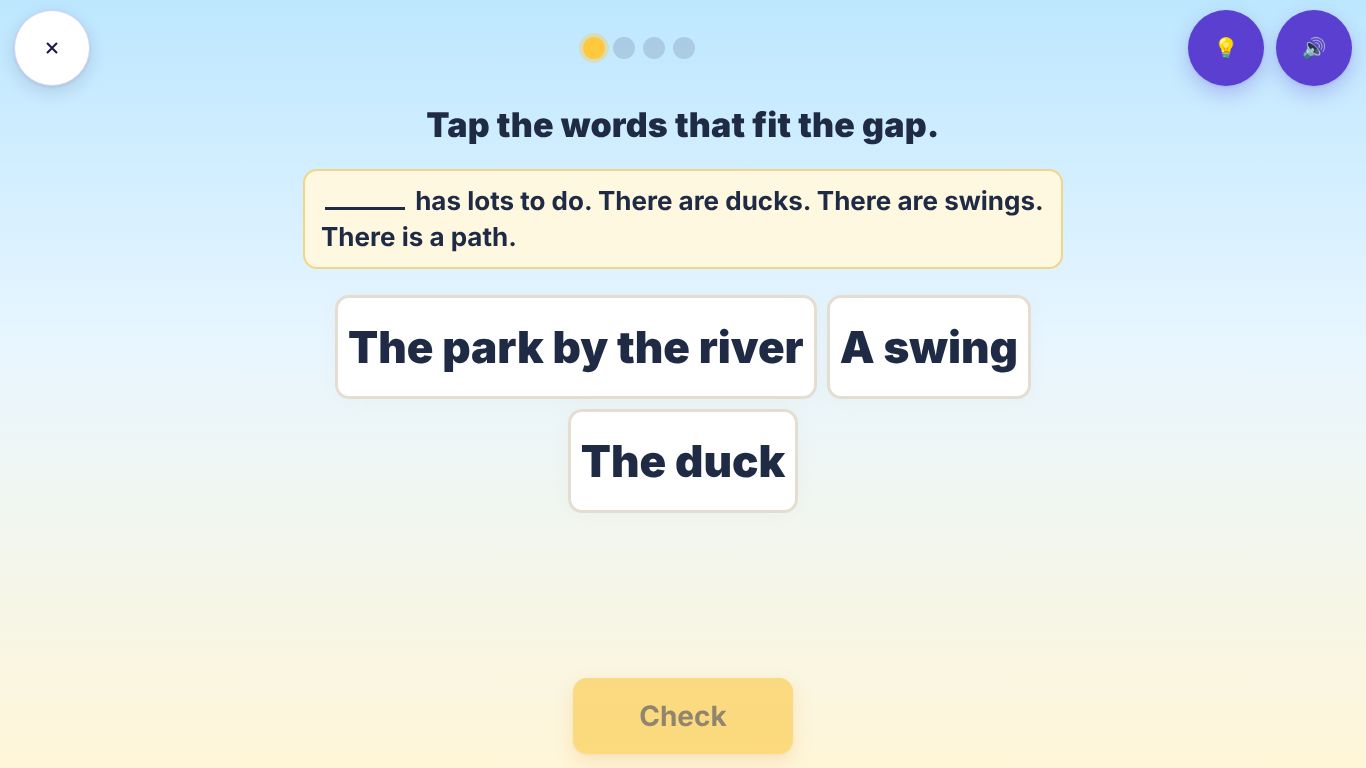 ×
Tap the words that fit the gap.
______ has lots to do. There are ducks. There are swings.
There is a path.
The park by the river
A swing
The duck
Check